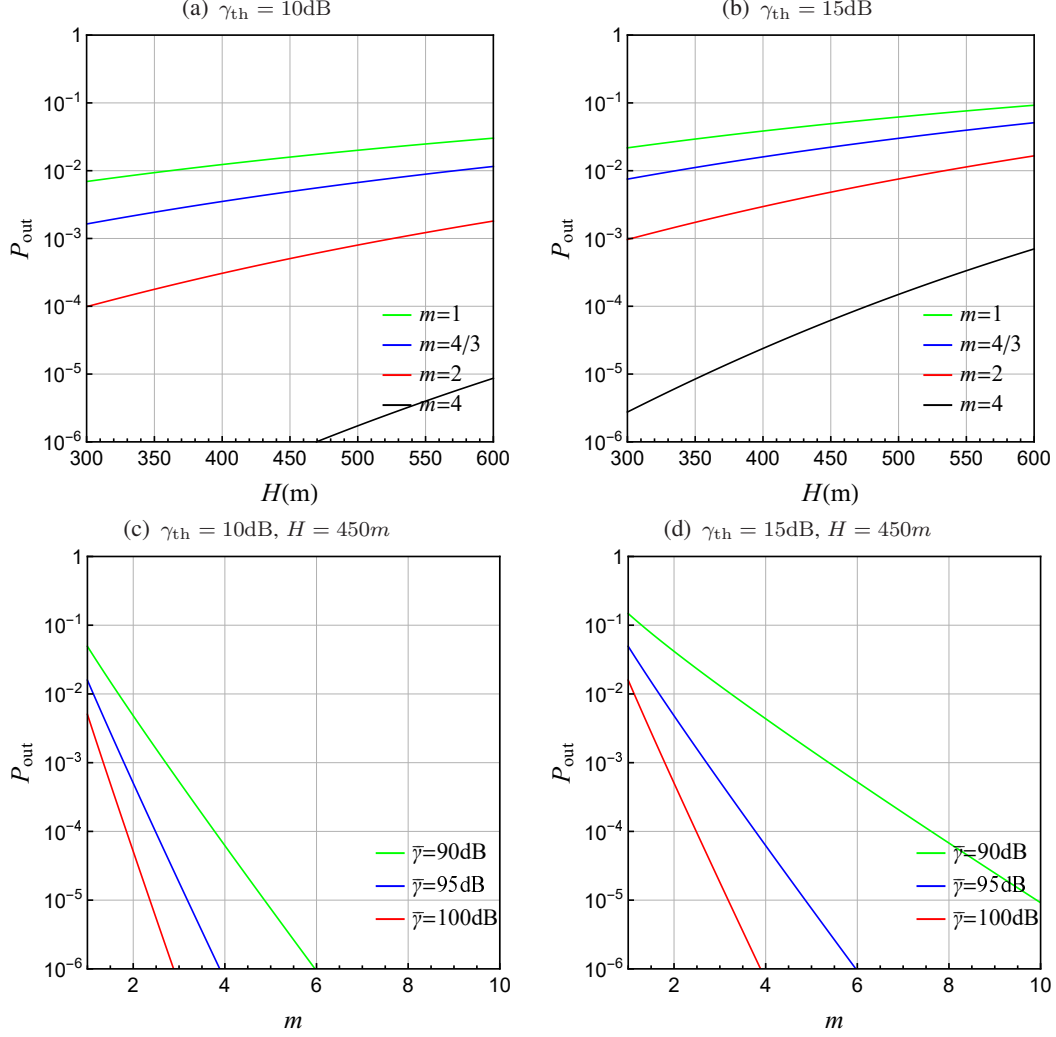 (a) γth = 10dB
1
10⁻¹
10⁻²
10⁻³
10⁻⁴
10⁻⁵
10⁻⁶
Pout
m=1
m=4/3
m=2
m=4
300 350 400 450 500 550 600
H(m)
(b) γth = 15dB
1
10⁻¹
10⁻²
10⁻³
10⁻⁴
10⁻⁵
10⁻⁶
Pout
m=1
m=4/3
m=2
m=4
300 350 400 450 500 550 600
H(m)
(c) γth = 10dB, H = 450m
1
10⁻¹
10⁻²
10⁻³
10⁻⁴
10⁻⁵
10⁻⁶
Pout
γ̅=90dB
γ̅=95dB
γ̅=100dB
2 4 6 8 10
m
(d) γth = 15dB, H = 450m
1
10⁻¹
10⁻²
10⁻³
10⁻⁴
10⁻⁵
10⁻⁶
Pout
γ̅=90dB
γ̅=95dB
γ̅=100dB
2 4 6 8 10
m